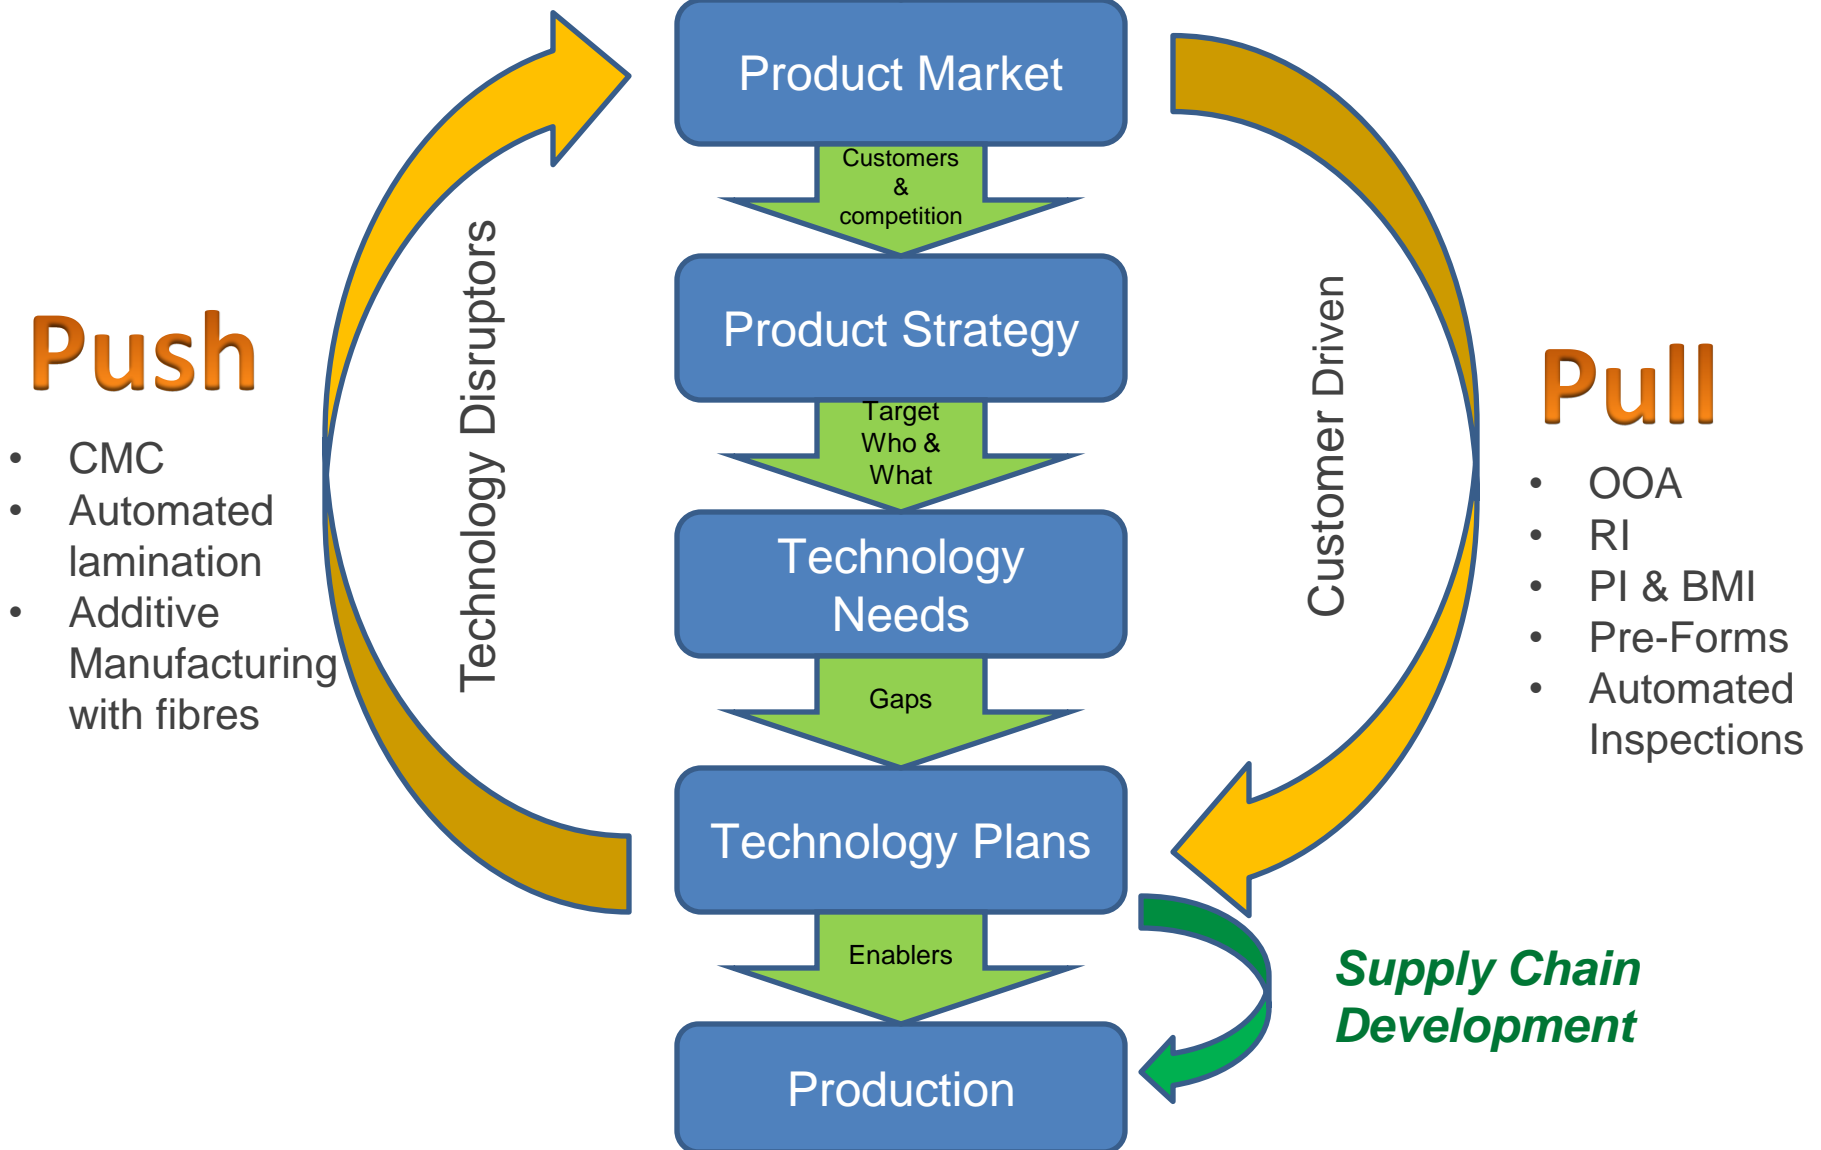 Product Market
Customers
&
competition
Product Strategy
Target
Who &
What
Technology
Needs
Gaps
Technology Plans
Enablers
Production
Push
• CMC
• Automated
lamination
• Additive
Manufacturing
with fibres
Technology Disruptors
Customer Driven
Pull
• OOA
• RI
• PI & BMI
• Pre-Forms
• Automated
Inspections
Supply Chain
Development